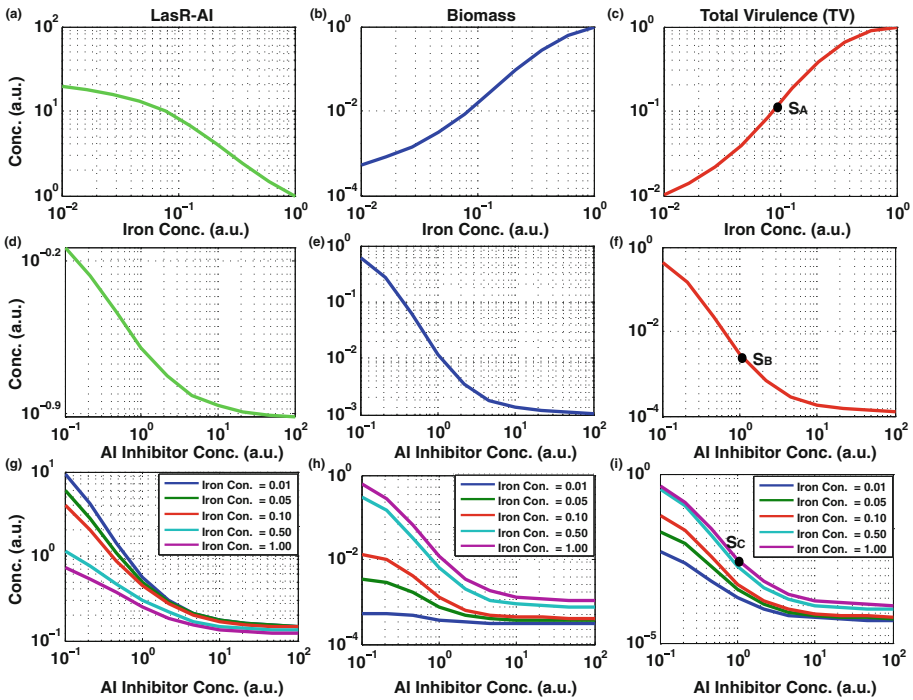 (a) LasR-AI
Conc. (a.u.)
10^2
10^1
10^0
10^-2 10^-1 10^0
Iron Conc. (a.u.)
(b) Biomass
10^0
10^-2
10^-4
10^-2 10^-1 10^0
Iron Conc. (a.u.)
(c) Total Virulence (TV)
10^0
10^-1
10^-2
S_A
10^-2 10^-1 10^0
Iron Conc. (a.u.)
(d)
Conc. (a.u.)
10^-0.2
10^-0.9
10^-1 10^0 10^1 10^2
AI Inhibitor Conc. (a.u.)
(e)
10^0
10^-1
10^-2
10^-3
10^-1 10^0 10^1 10^2
AI Inhibitor Conc. (a.u.)
(f)
10^0
10^-2
10^-4
S_B
10^-1 10^0 10^1 10^2
AI Inhibitor Conc. (a.u.)
(g)
Conc. (a.u.)
10^1
10^0
10^-1
Iron Con. = 0.01
Iron Con. = 0.05
Iron Con. = 0.10
Iron Con. = 0.50
Iron Con. = 1.00
10^-1 10^0 10^1 10^2
AI Inhibitor Conc. (a.u.)
(h)
10^0
10^-2
10^-4
Iron Con. = 0.01
Iron Con. = 0.05
Iron Con. = 0.10
Iron Con. = 0.50
Iron Con. = 1.00
10^-1 10^0 10^1 10^2
AI Inhibitor Conc. (a.u.)
(i)
10^0
10^-5
Iron Con. = 0.01
Iron Con. = 0.05
Iron Con. = 0.10
Iron Con. = 0.50
Iron Con. = 1.00
S_C
10^-1 10^0 10^1 10^2
AI Inhibitor Conc. (a.u.)